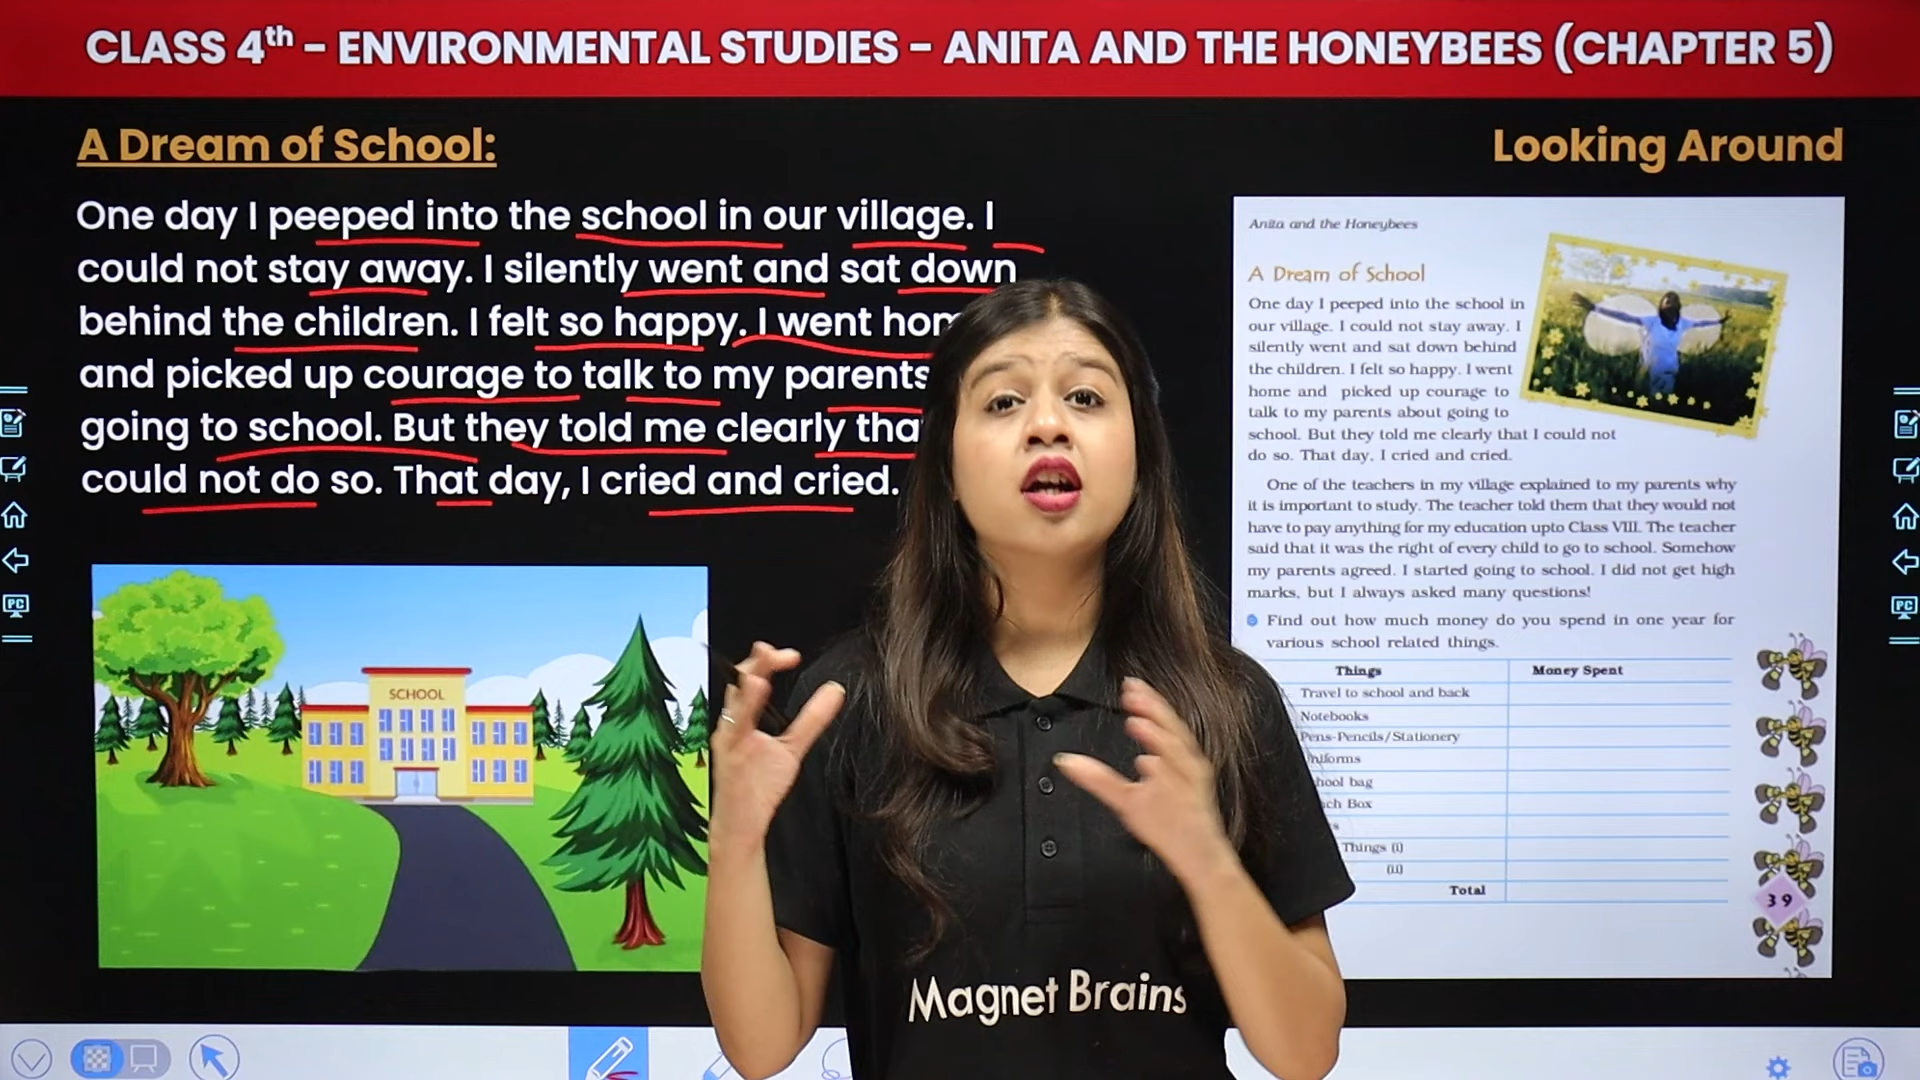 CLASS 4th – ENVIRONMENTAL STUDIES – ANITA AND THE HONEYBEES (CHAPTER 5)
A Dream of School:
One day I peeped into the school in our village. I
could not stay away. I silently went and sat down
behind the children. I felt so happy. I went
and picked up courage to talk to my parents
going to school. But they told me clearly
could not do so. That day, I cried and cried.
SCHOOL
Looking Around
Anita and the Honeybees
A Dream of School
One day I peeped into the school in
our village. I could not stay away. I
silently went and sat down behind
the children. I felt so happy. I went
home and picked up courage to
talk to my parents about going to
school. But they told me clearly that I could not
do so. That day, I cried and cried.
One of the teachers in my village explained to my parents why
it is important to study. The teacher told them that they would not
have to pay anything for my education upto Class VIII. The teacher
said that it was the right of every child to go to school. Somehow
my parents agreed. I started going to school. I did not get high
marks, but I always asked many questions!
Find out how much money do you spend in one year for
various school related things.
Things Money Spent
Travel to school and back
Notebooks
Pens-Pencils/Stationery
bag
Box
Things (i)
(ii)
Total
39
Magnet Brains
PC
PC